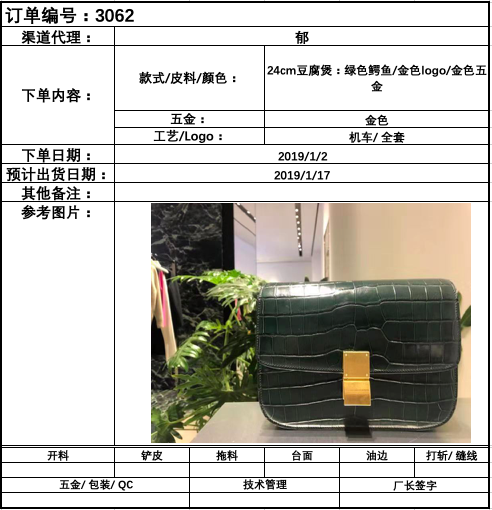 订单编号：3062
渠道代理： 郁
下单内容： 款式/皮料/颜色： 24cm豆腐煲：绿色鳄鱼/金色logo/金色五
金
五金： 金色
工艺/Logo： 机车/ 全套
下单日期： 2019/1/2
预计出货日期： 2019/1/17
其他备注：
参考图片：
开料 铲皮 拖料 台面 油边 打斩/ 缝线
五金/ 包装/ QC 技术管理 厂长签字